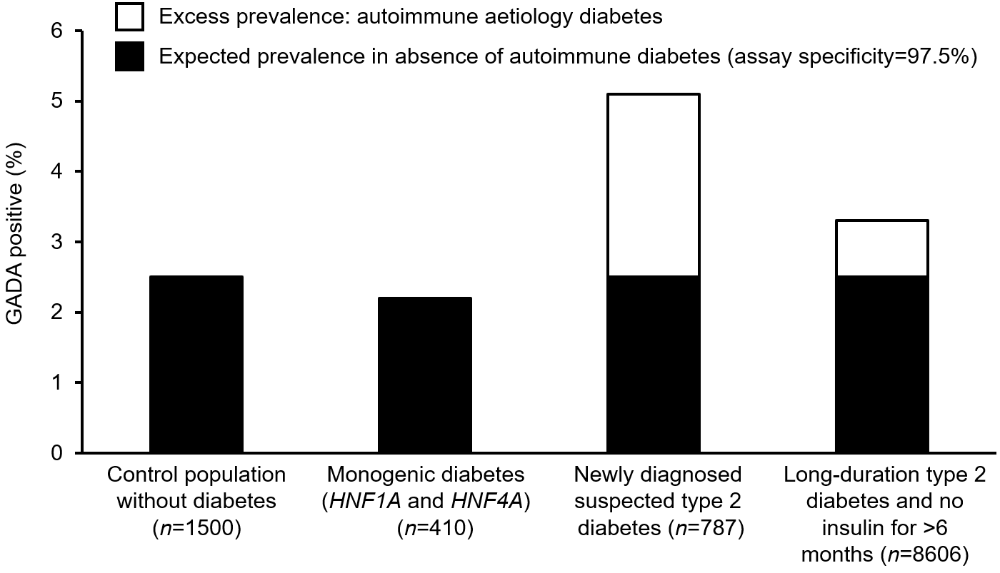 Excess prevalence: autoimmune aetiology diabetes
Expected prevalence in absence of autoimmune diabetes (assay specificity=97.5%)
GADA positive (%)
6
5
4
3
2
1
0
Control population
without diabetes
(n=1500)
Monogenic diabetes
(HNF1A and HNF4A)
(n=410)
Newly diagnosed
suspected type 2
diabetes (n=787)
Long-duration type 2
diabetes and no
insulin for >6
months (n=8606)